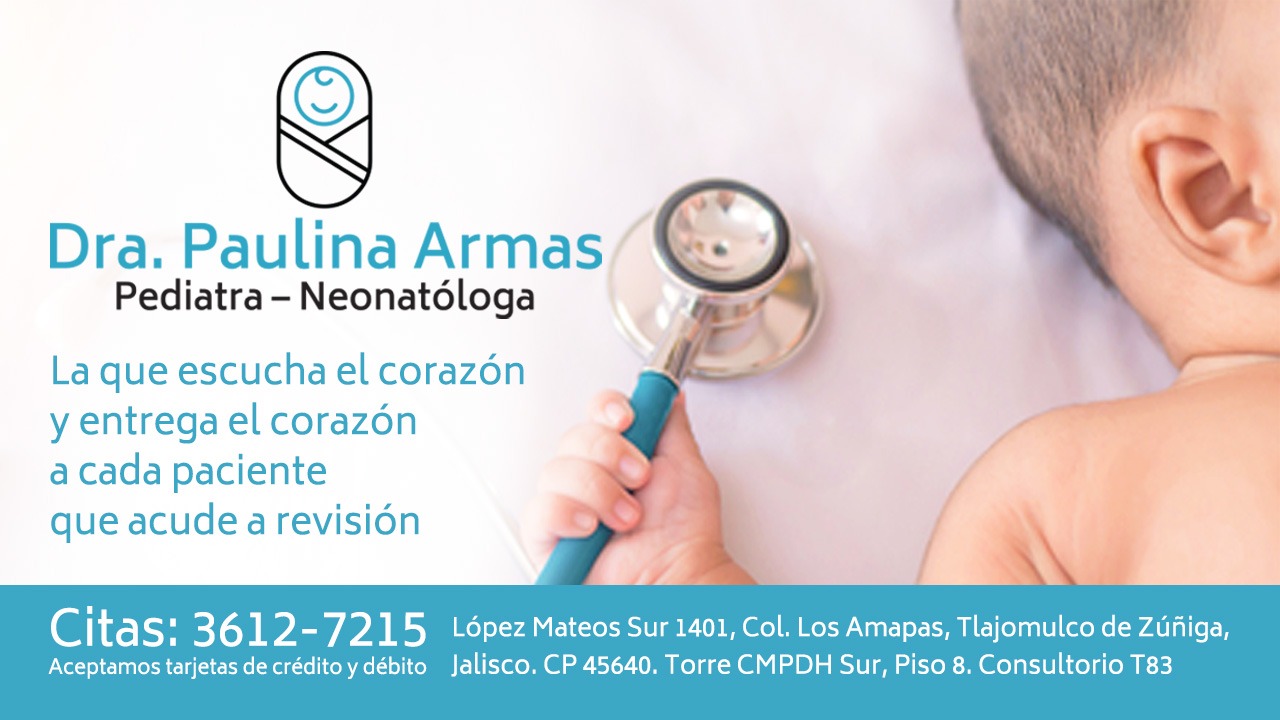 Dra. Paulina Armas
Pediatra – Neonatóloga
La que escucha el corazón
y entrega el corazón
a cada paciente
que acude a revisión
Citas: 3612-7215
Aceptamos tarjetas de crédito y débito
López Mateos Sur 1401, Col. Los Amapas, Tlajomulco de Zúñiga,
Jalisco. CP 45640. Torre CMPDH Sur, Piso 8. Consultorio T83